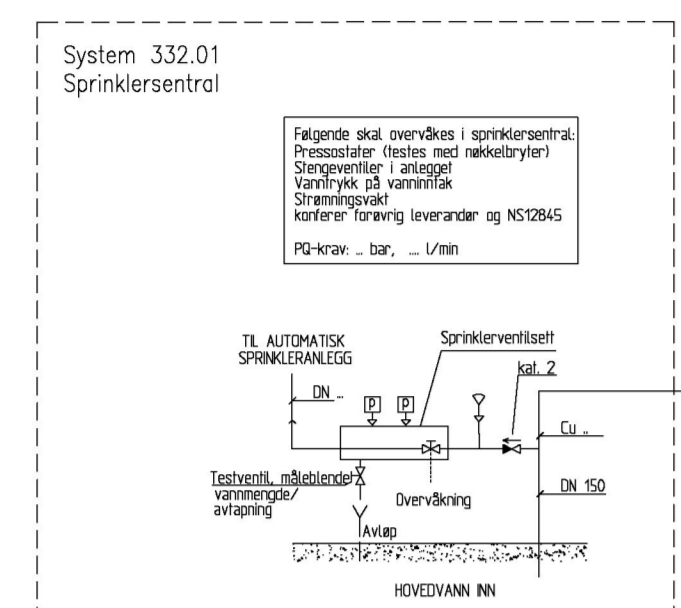 System 332.01
Sprinklersentral
Følgende skal overvåkes i sprinklersentral:
Pressostater (testes med nøkkelbryter)
Stengeventiler i anlegget
Vanntrykk på vanninntak
Strømningsvakt
konferer forøvrig leverandør og NS12845
PQ-krav: ... bar, .... l/min
TIL AUTOMATISK
SPRINKLERANLEGG
Sprinklerventilsett
kat. 2
DN ...
P
P
Cu ..
Testventil, måleblende
vannmengde/
avtapning
Overvåkning
DN 150
Avløp
HOVEDVANN INN